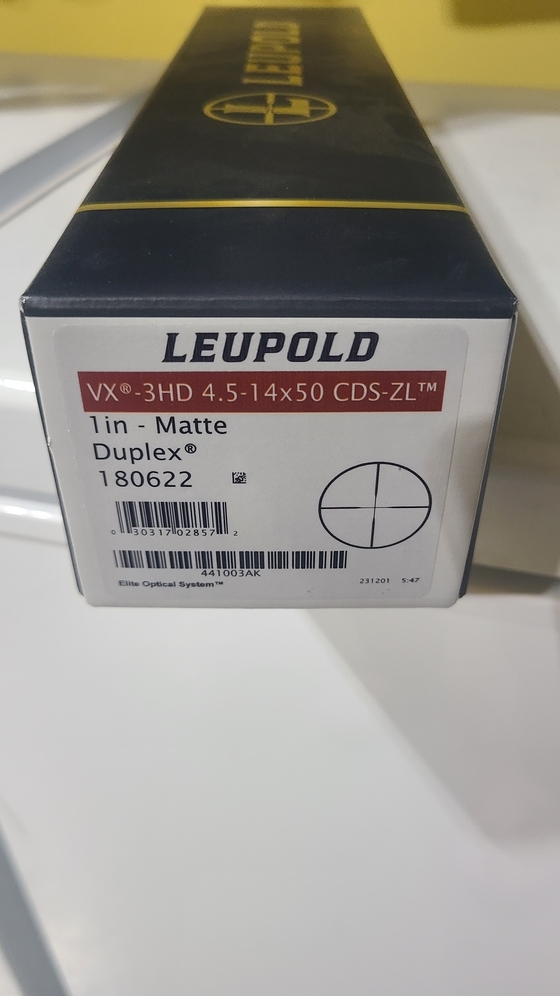 LEUPOLD
LEUPOLD
VX®-3HD 4.5-14x50 CDS-ZL™
1in - Matte
Duplex®
180622
0 30317 02857 2
441003AK
Elite Optical System™ 231201 5:47